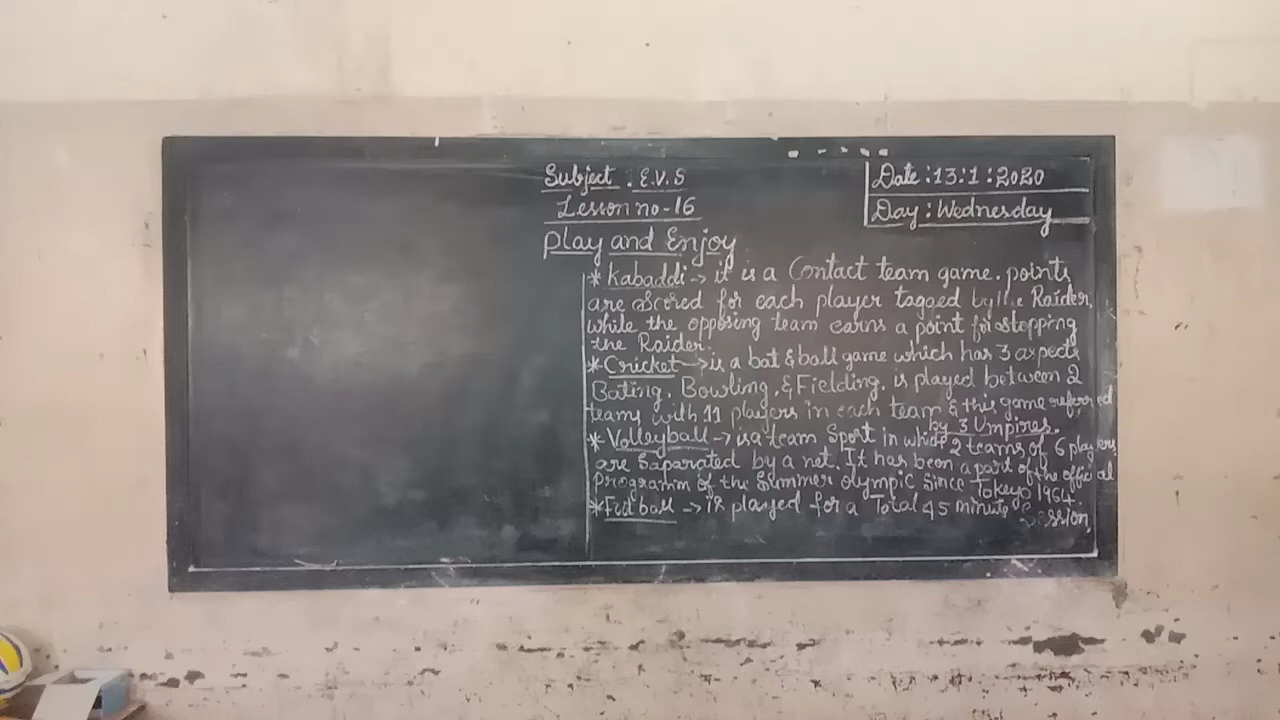 Subject : E.V.S
Date : 13 : 1 : 2020
Lesson no - 16
Day : Wednesday
Play and Enjoy
* Kabaddi -> it is a Contact team game. points
are Scored for each player tagged by the Raider,
while the opposing team earns a point for stopping
the Raider.
* Cricket -> is a bat & ball game which has 3 aspects
Bating, Bowling, & Fielding. is played between 2
teams with 11 players in each team & this game referred
by 3 Umpires.
* Volleyball -> is a team Sport in which 2 teams of 6 players
are Saparated by a net. It has been a part of the official
Programm of the Summer olympic Since Tokeyo 1964.
* Foot ball -> is played for a Total 45 minute Session.